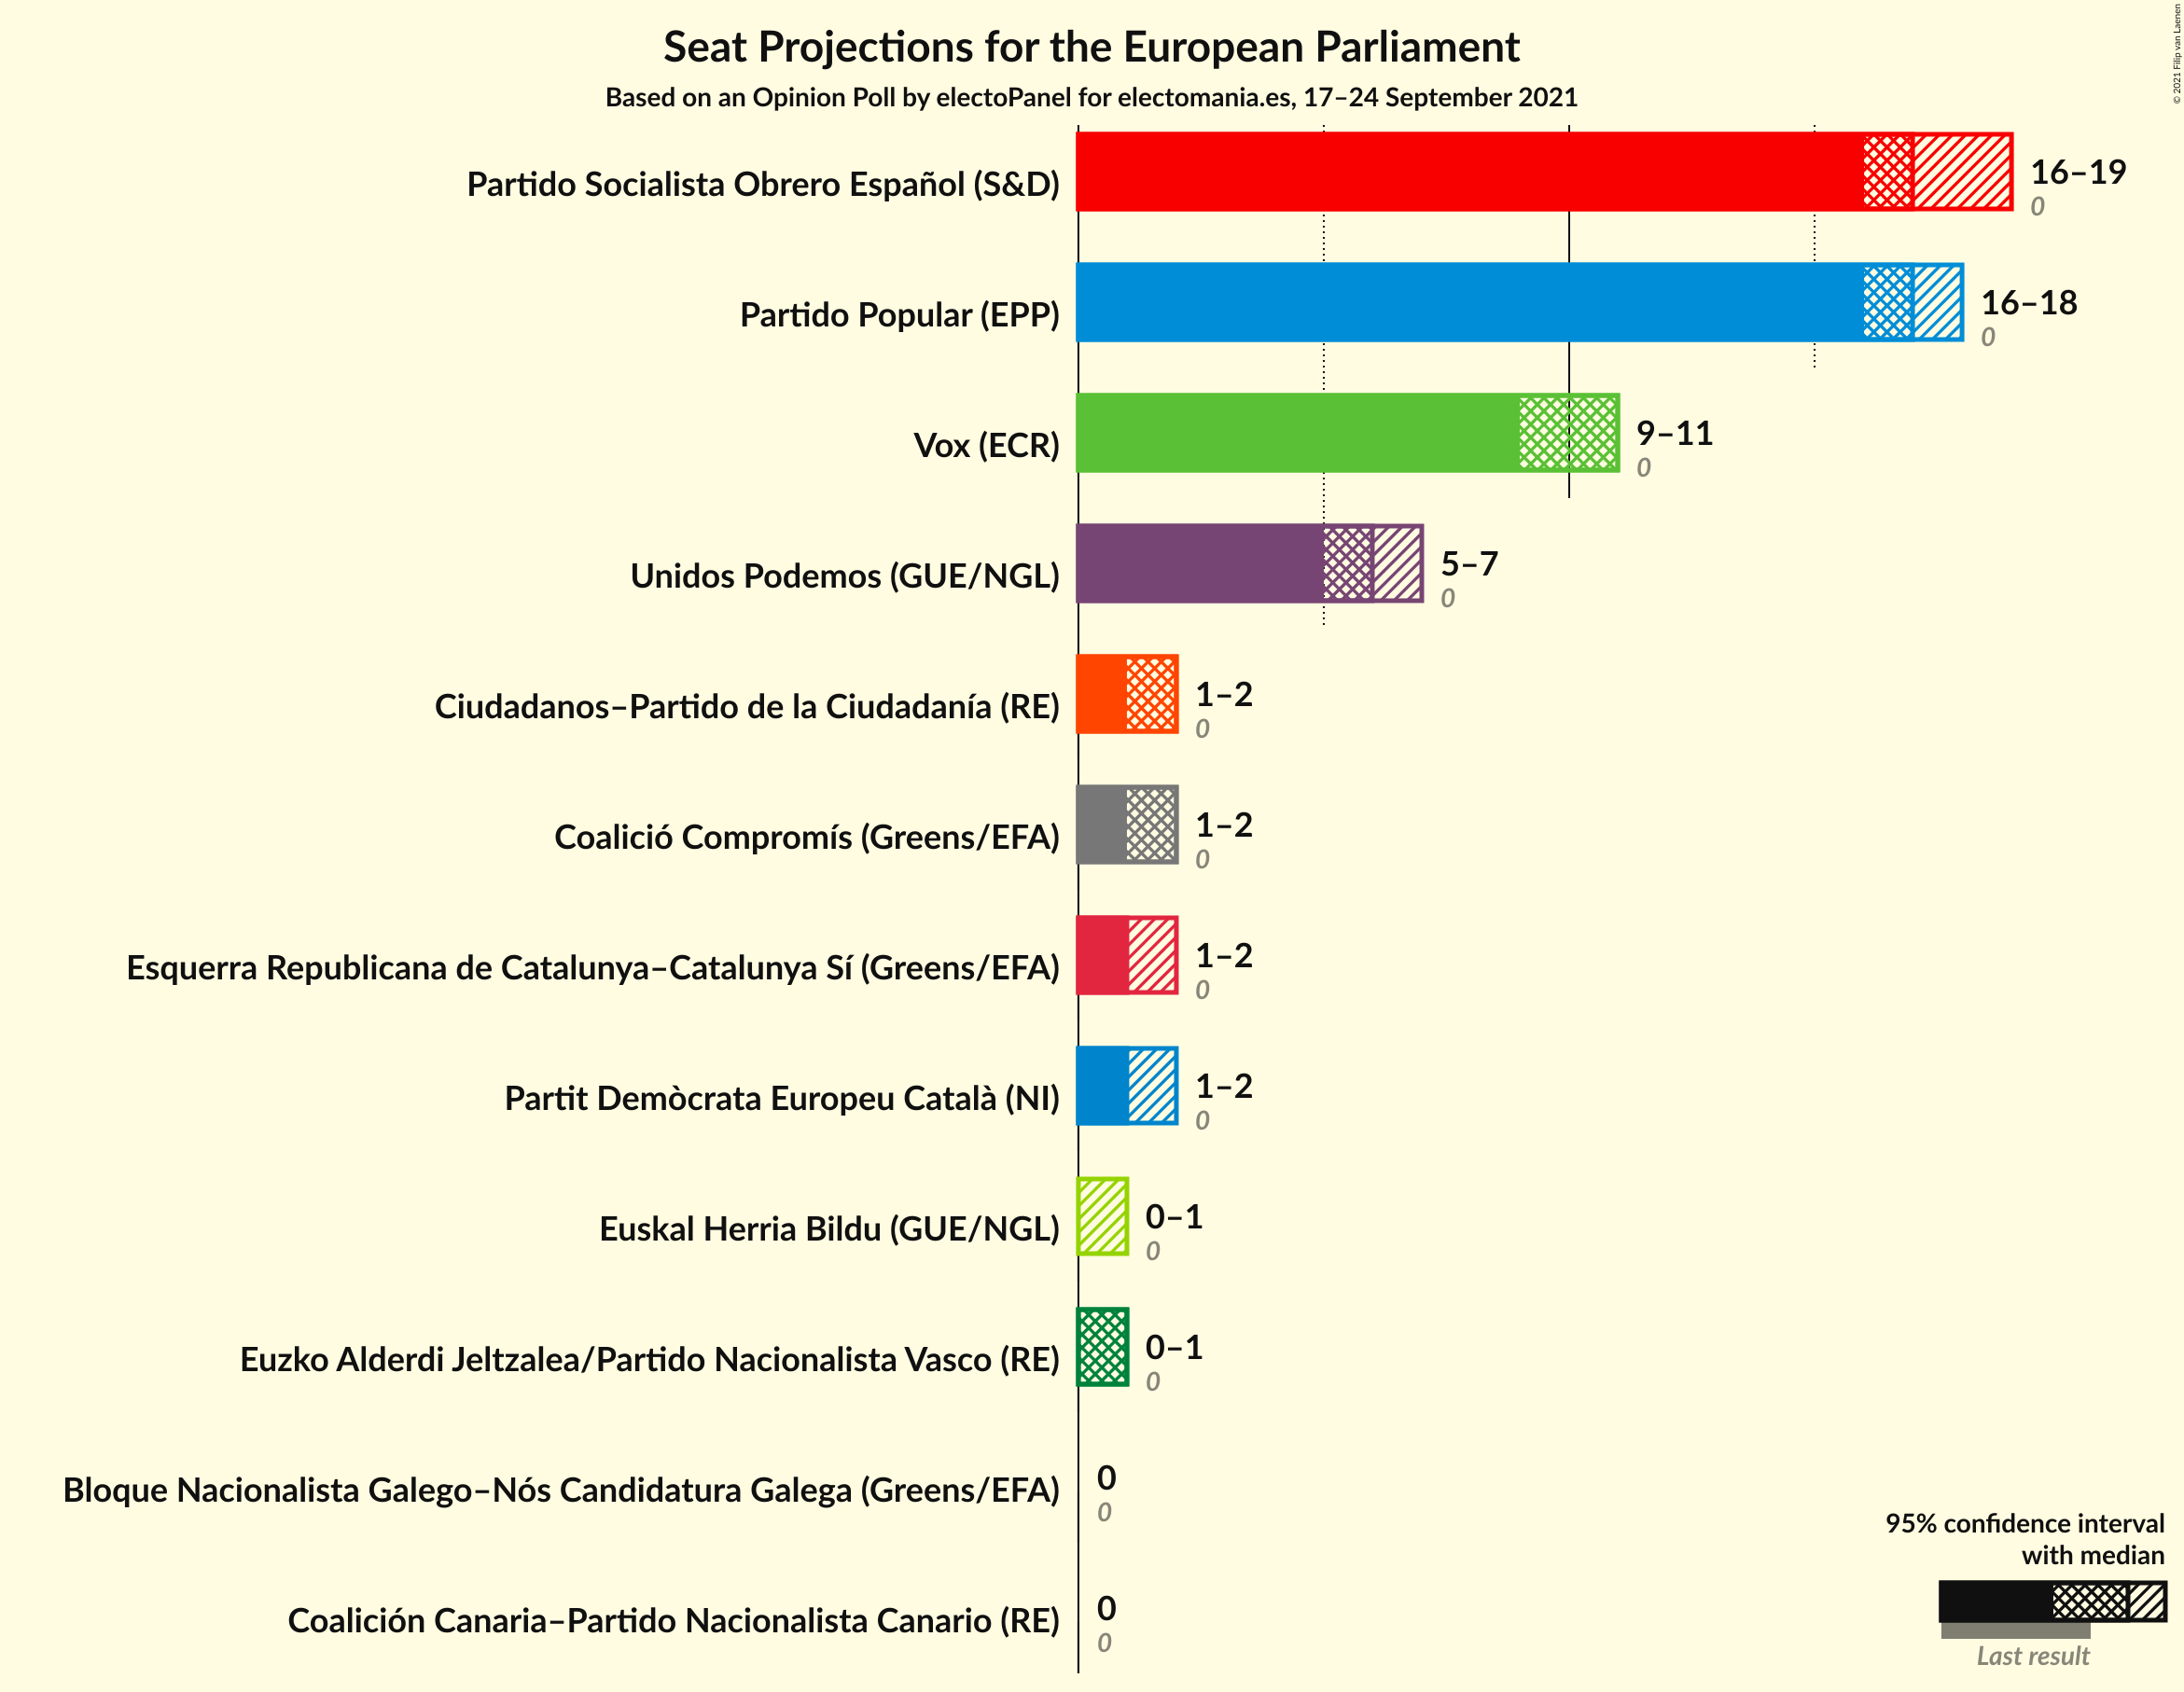 Seat Projections for the European Parliament
Based on an Opinion Poll by electoPanel for electomania.es, 17–24 September 2021
© 2021 Filip van Laenen
Partido Socialista Obrero Español (S&D)
16–19
0
Partido Popular (EPP)
16–18
0
Vox (ECR)
9–11
0
Unidos Podemos (GUE/NGL)
5–7
0
Ciudadanos–Partido de la Ciudadanía (RE)
1–2
0
Coalició Compromís (Greens/EFA)
1–2
0
Esquerra Republicana de Catalunya–Catalunya Sí (Greens/EFA)
1–2
0
Partit Demòcrata Europeu Català (NI)
1–2
0
Euskal Herria Bildu (GUE/NGL)
0–1
0
Euzko Alderdi Jeltzalea/Partido Nacionalista Vasco (RE)
0–1
0
Bloque Nacionalista Galego–Nós Candidatura Galega (Greens/EFA)
0
0
Coalición Canaria–Partido Nacionalista Canario (RE)
0
0
95% confidence interval
with median
Last result